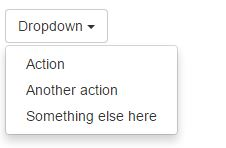 Dropdown
Action
Another action
Something else here